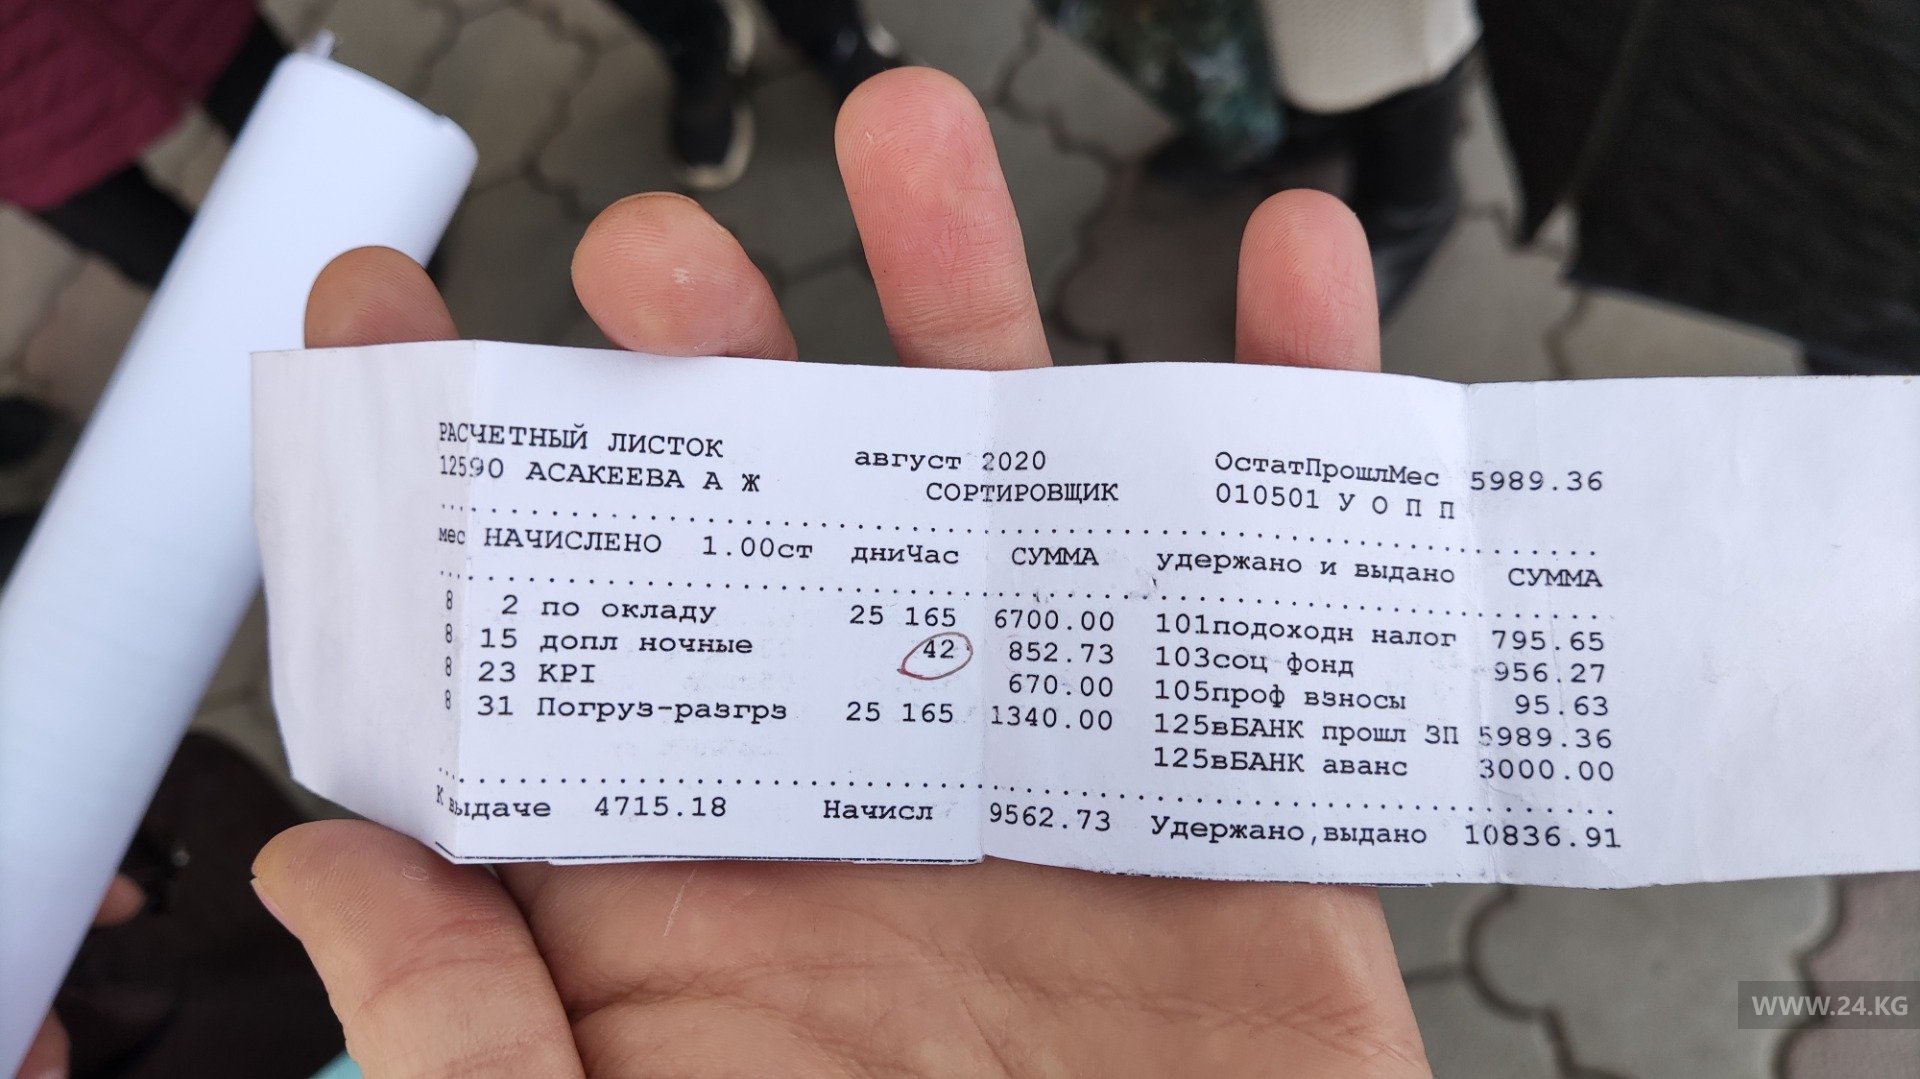 РАСЧЕТНЫЙ ЛИСТОК август 2020 ОстатПрошлМес 5989.36
12590 АСАКЕЕВА А Ж СОРТИРОВЩИК 010501 У О П П
мес НАЧИСЛЕНО 1.00ст дниЧас СУММА удержано и выдано СУММА
8 2 по окладу 25 165 6700.00 101подоходн налог 795.65
8 15 допл ночные 42 852.73 103соц фонд 956.27
8 23 KPI 670.00 105проф взносы 95.63
8 31 Погруз-разгрз 25 165 1340.00 125вБАНК прошл ЗП 5989.36
125вБАНК аванс 3000.00
К выдаче 4715.18 Начисл 9562.73 Удержано,выдано 10836.91
WWW.24.KG